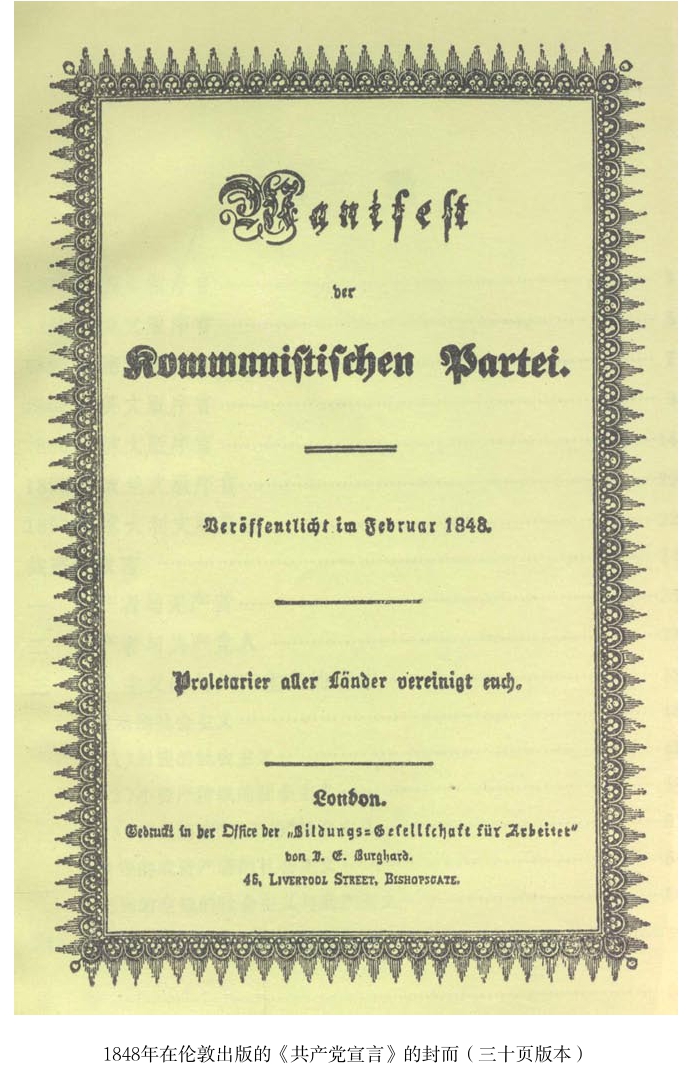 Manifest
der
Kommunistischen Partei.
Veröffentlicht im Februar 1848.
Proletarier aller Länder vereinigt euch.
London.
Gedruckt in der Office der „Bildungs=Gesellschaft für Arbeiter“
von J. E. Burghard.
46, LIVERPOOL STREET, BISHOPSGATE.
1848年在伦敦出版的《共产党宣言》的封而（三十页版本）